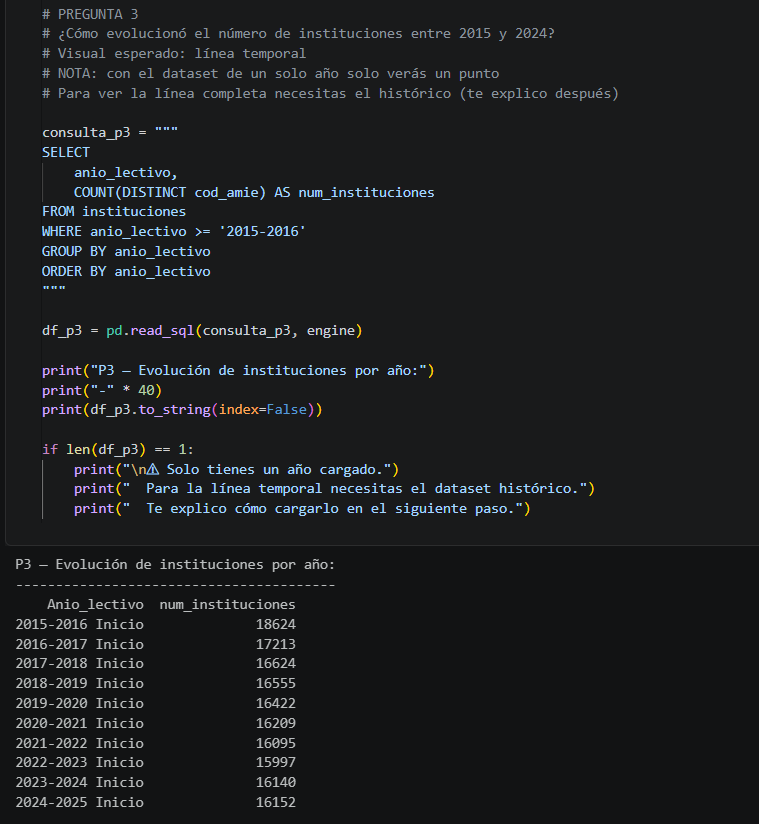 # PREGUNTA 3
# ¿Cómo evolucionó el número de instituciones entre 2015 y 2024?
# Visual esperado: línea temporal
# NOTA: con el dataset de un solo año solo verás un punto
# Para ver la línea completa necesitas el histórico (te explico después)
consulta_p3 = """
SELECT
    anio_lectivo,
    COUNT(DISTINCT cod_amie) AS num_instituciones
FROM instituciones
WHERE anio_lectivo >= '2015-2016'
GROUP BY anio_lectivo
ORDER BY anio_lectivo
"""
df_p3 = pd.read_sql(consulta_p3, engine)
print("P3 — Evolución de instituciones por año:")
print("-" * 40)
print(df_p3.to_string(index=False))
if len(df_p3) == 1:
    print("\n⚠ Solo tienes un año cargado.")
    print("  Para la línea temporal necesitas el dataset histórico.")
    print("  Te explico cómo cargarlo en el siguiente paso.")
P3 — Evolución de instituciones por año:
----------------------------------------
    Anio_lectivo  num_instituciones
2015-2016 Inicio              18624
2016-2017 Inicio              17213
2017-2018 Inicio              16624
2018-2019 Inicio              16555
2019-2020 Inicio              16422
2020-2021 Inicio              16209
2021-2022 Inicio              16095
2022-2023 Inicio              15997
2023-2024 Inicio              16140
2024-2025 Inicio              16152